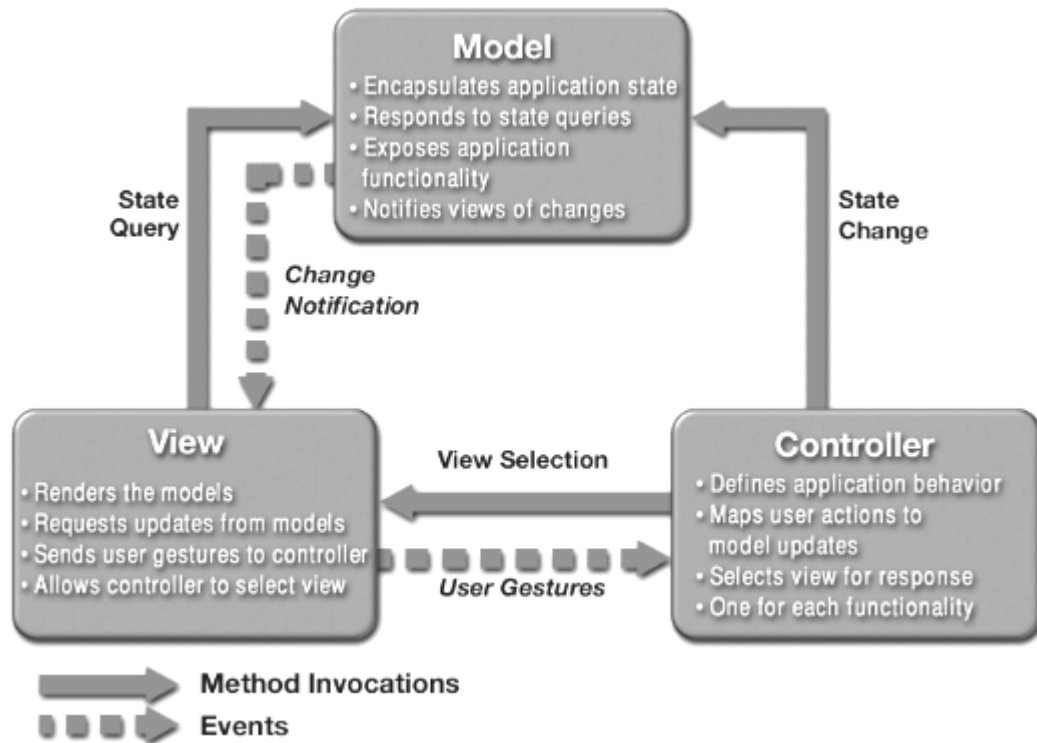 Model
• Encapsulates application state
• Responds to state queries
• Exposes application
functionality
• Notifies views of changes
State
Query
Change
Notification
State
Change
View
• Renders the models
• Requests updates from models
• Sends user gestures to controller
• Allows controller to select view
View Selection
User Gestures
Controller
• Defines application behavior
• Maps user actions to
model updates
• Selects view for response
• One for each functionality
Method Invocations
Events